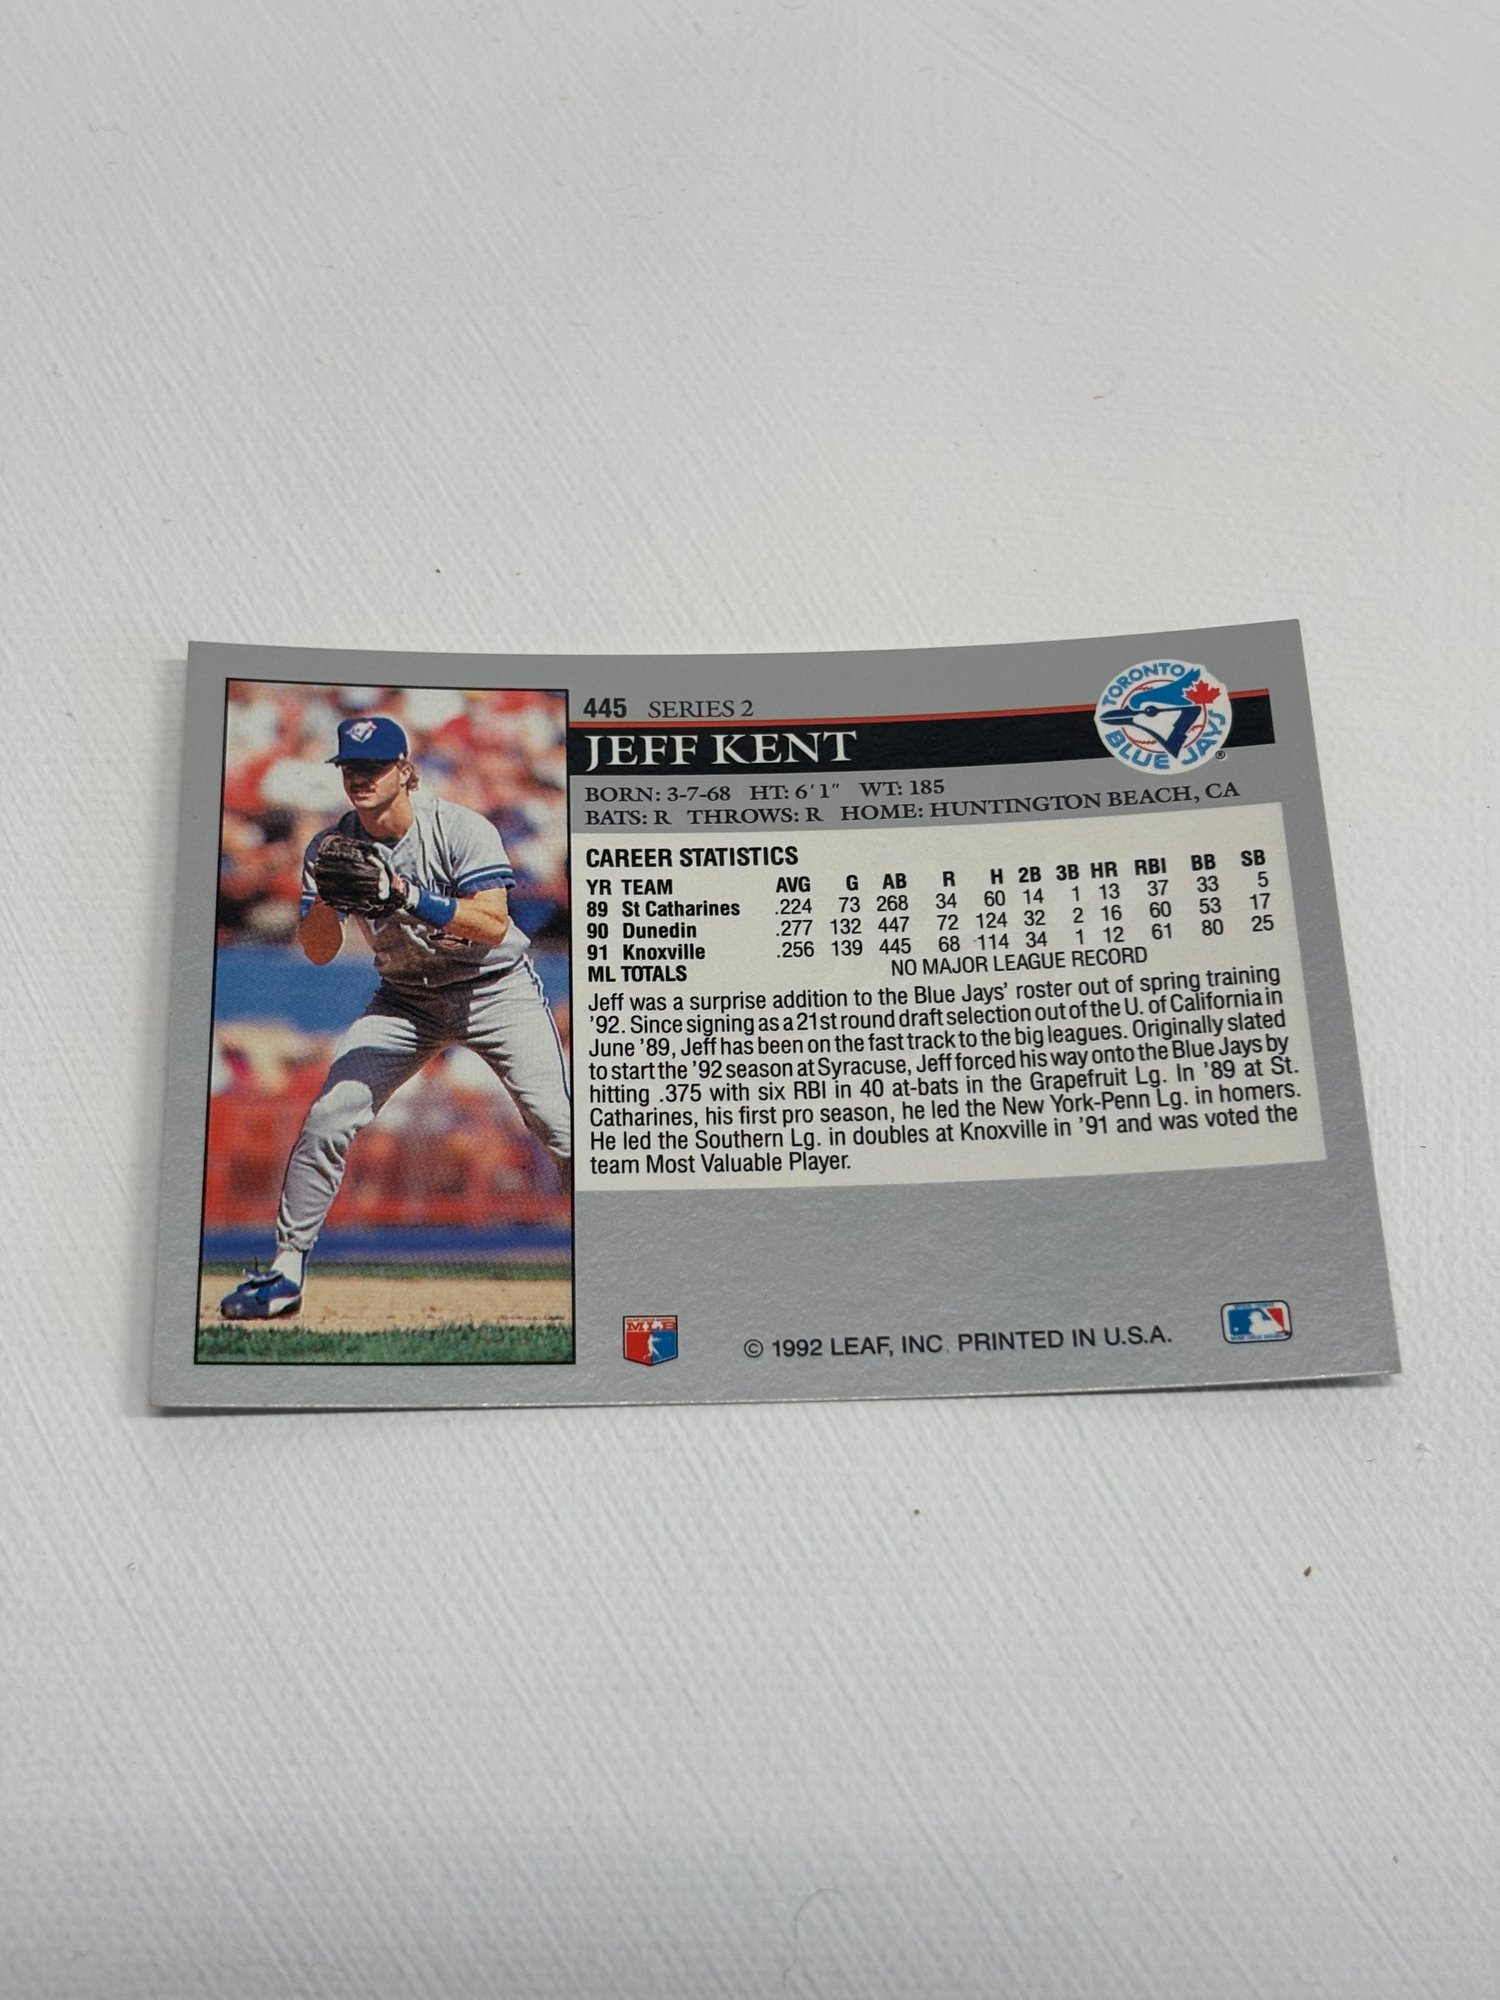 445 SERIES 2
JEFF KENT
TORONTO
BLUE JAYS®
BORN: 3-7-68 HT: 6'1" WT: 185
BATS: R THROWS: R HOME: HUNTINGTON BEACH, CA
CAREER STATISTICS
YR TEAM AVG G AB R H 2B 3B HR RBI BB SB
89 St Catharines .224 73 268 34 60 14 1 13 37 33 5
90 Dunedin .277 132 447 72 124 32 2 16 60 53 17
91 Knoxville .256 139 445 68 114 34 1 12 61 80 25
ML TOTALS NO MAJOR LEAGUE RECORD
Jeff was a surprise addition to the Blue Jays' roster out of spring training
'92. Since signing as a 21st round draft selection out of the U. of California in
June '89, Jeff has been on the fast track to the big leagues. Originally slated
to start the '92 season at Syracuse, Jeff forced his way onto the Blue Jays by
hitting .375 with six RBI in 40 at-bats in the Grapefruit Lg. In '89 at St.
Catharines, his first pro season, he led the New York-Penn Lg. in homers.
He led the Southern Lg. in doubles at Knoxville in '91 and was voted the
team Most Valuable Player.
MLB
© 1992 LEAF, INC. PRINTED IN U.S.A.